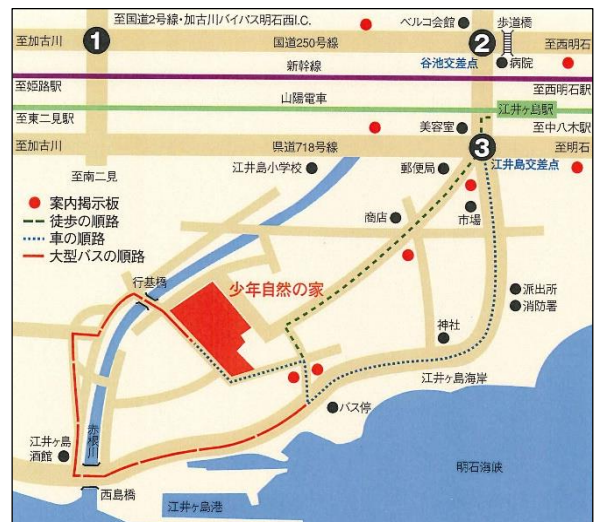 至国道2号線・加古川バイパス明石西I.C.
ベルコ会館
歩道橋
至加古川
1
国道250号線
2
至西明石
新幹線
谷池交差点
病院
至姫路駅
至西明石駅
山陽電車
江井ヶ島駅
至東二見駅
美容室
至中八木駅
至加古川
県道718号線
3
至明石
江井島交差点
至南二見
江井島小学校
郵便局
案内掲示板
徒歩の順路
車の順路
大型バスの順路
商店
市場
行基橋
少年自然の家
派出所
消防署
神社
江井ヶ島海岸
バス停
赤根川
江井ヶ島
酒館
西島橋
明石海峡
江井ヶ島港